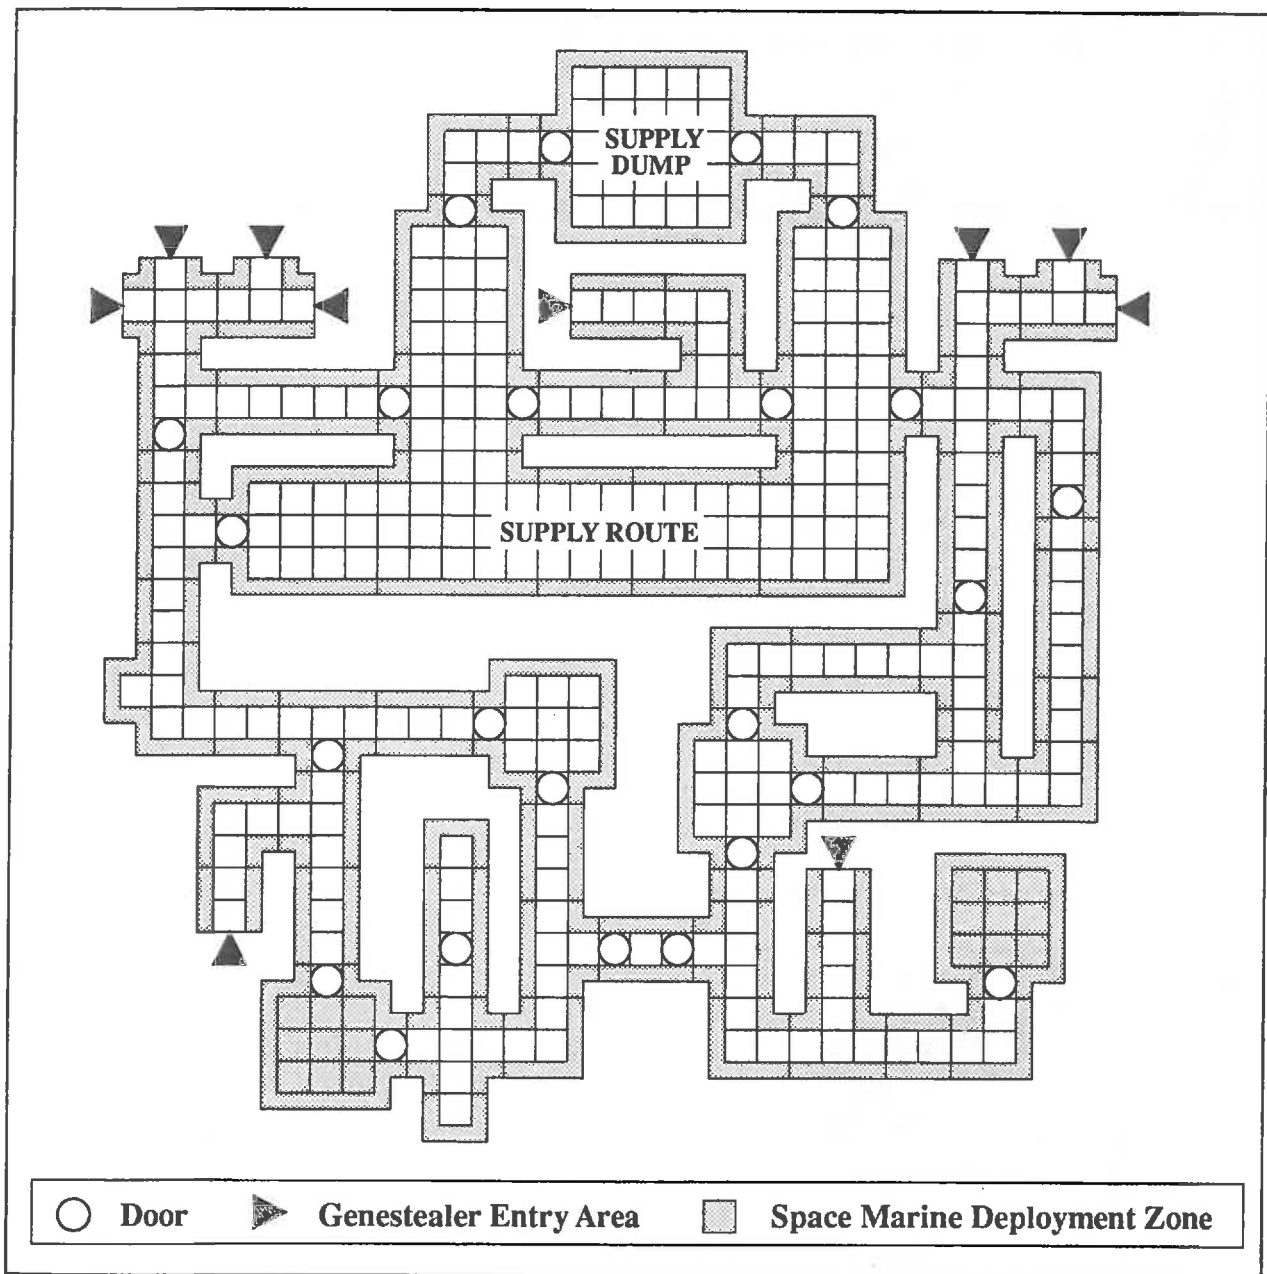 SUPPLY
DUMP
SUPPLY ROUTE
Door
Genestealer Entry Area
Space Marine Deployment Zone